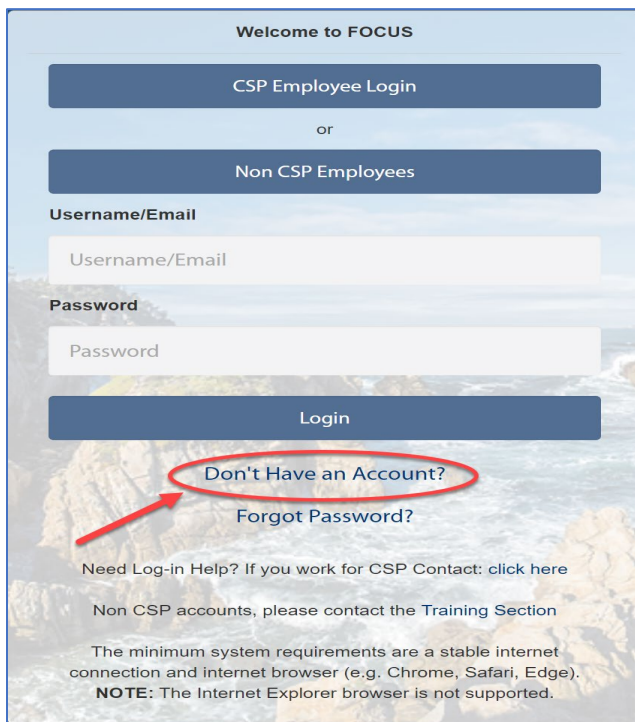 Welcome to FOCUS
CSP Employee Login
or
Non CSP Employees
Username/Email
Username/Email
Password
Password
Login
Don't Have an Account?
Forgot Password?
Need Log-in Help? If you work for CSP Contact: click here
Non CSP accounts, please contact the Training Section
The minimum system requirements are a stable internet
connection and internet browser (e.g. Chrome, Safari, Edge).
NOTE: The Internet Explorer browser is not supported.